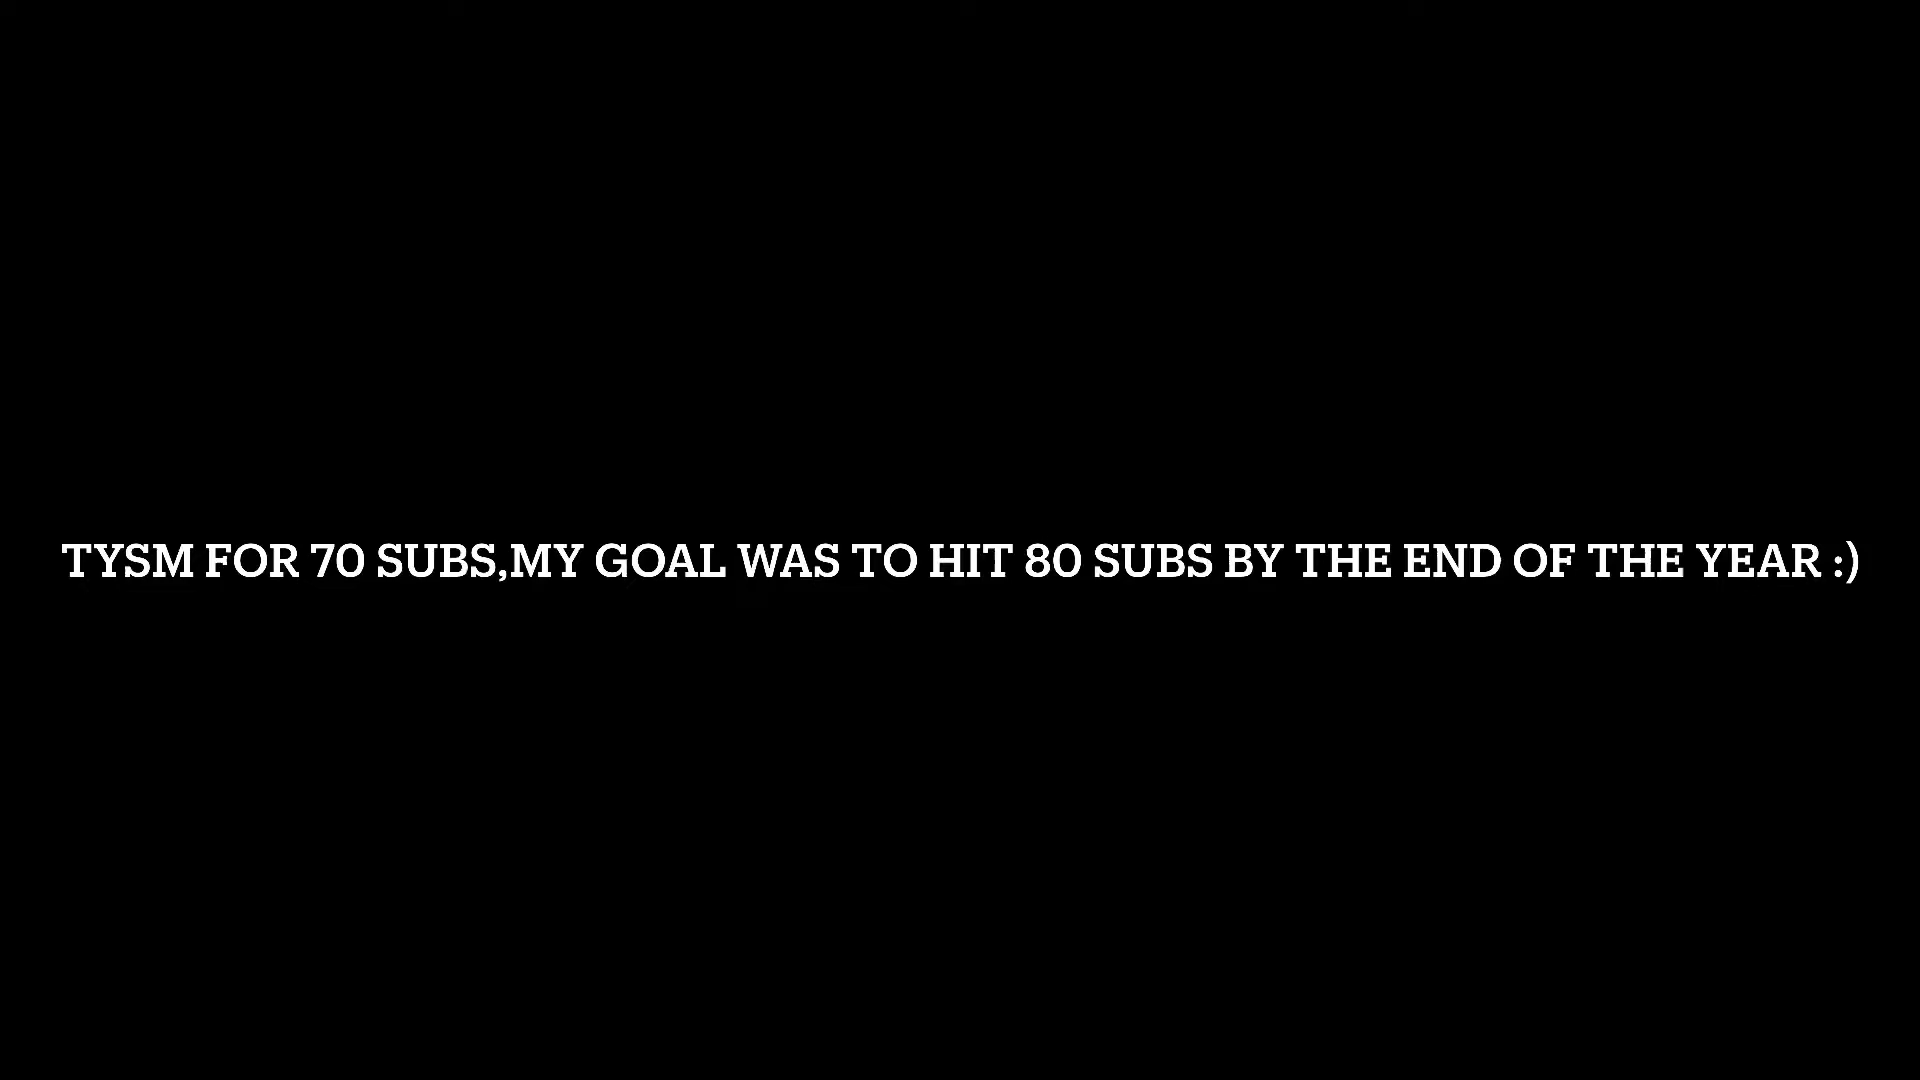 TYSM FOR 70 SUBS,MY GOAL WAS TO HIT 80 SUBS BY THE END OF THE YEAR :)